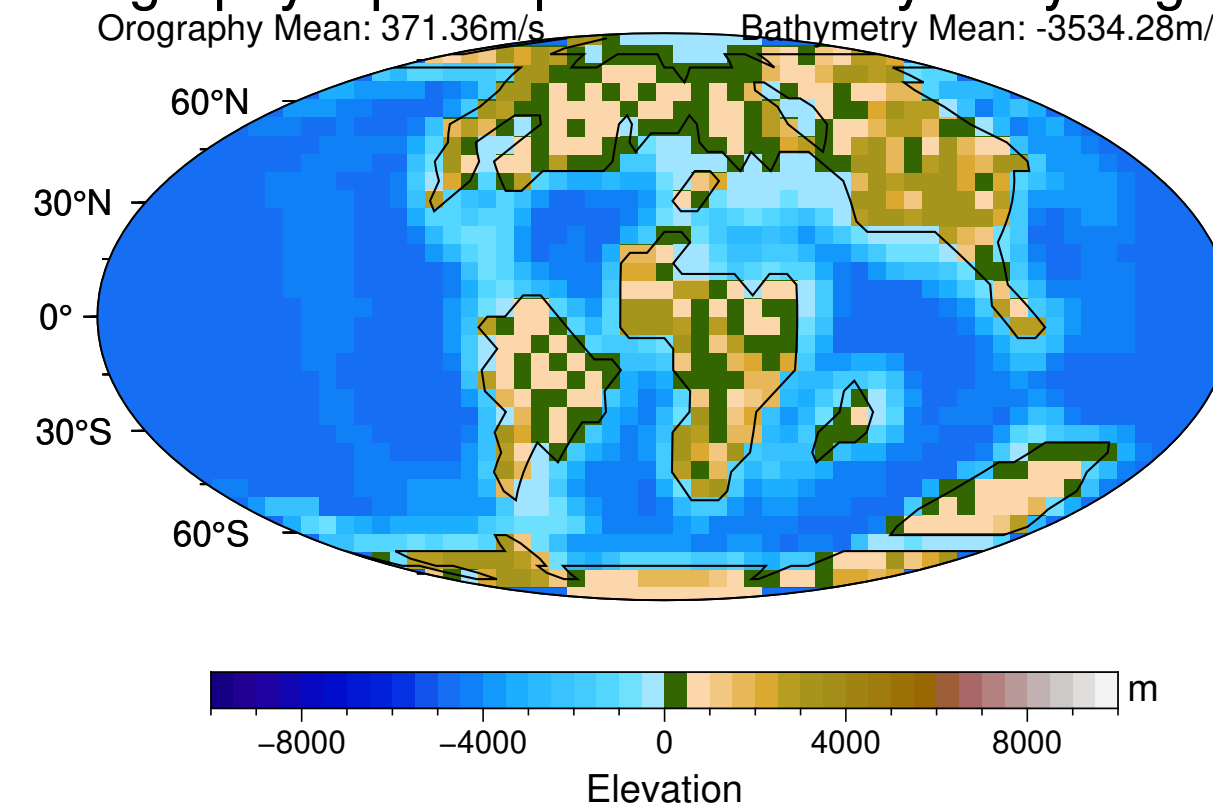 Orography Mean: 371.36m/s Bathymetry Mean: -3534.28m/
60°N
30°N
0°
30°S
60°S
m
−8000 −4000 0 4000 8000
Elevation